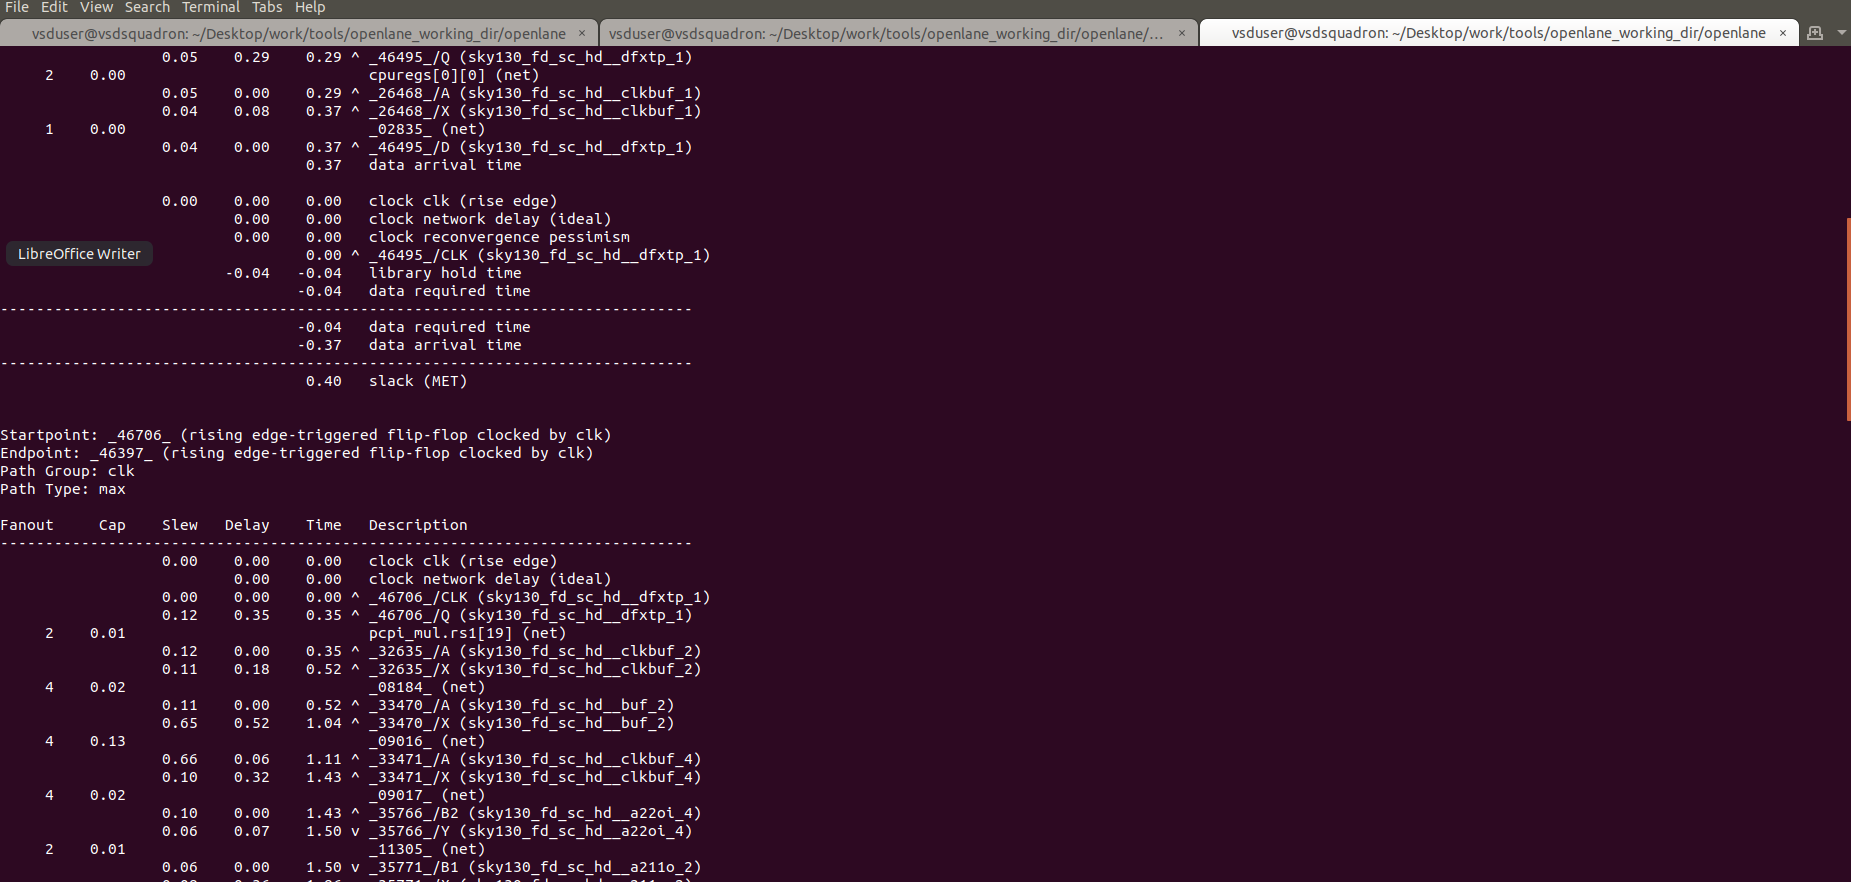 File Edit View Search Terminal Tabs Help
vsduser@vsdsquadron: ~/Desktop/work/tools/openlane_working_dir/openlane × vsduser@vsdsquadron: ~/Desktop/work/tools/openlane_working_dir/openlane/... × vsduser@vsdsquadron: ~/Desktop/work/tools/openlane_working_dir/openlane ×
0.05 0.29 0.29 ^ _46495_/Q (sky130_fd_sc_hd__dfxtp_1)
2 0.00 cpuregs[0][0] (net)
0.05 0.00 0.29 ^ _26468_/A (sky130_fd_sc_hd__clkbuf_1)
0.04 0.08 0.37 ^ _26468_/X (sky130_fd_sc_hd__clkbuf_1)
1 0.00 _02835_ (net)
0.04 0.00 0.37 ^ _46495_/D (sky130_fd_sc_hd__dfxtp_1)
0.37 data arrival time
0.00 0.00 0.00 clock clk (rise edge)
0.00 0.00 clock network delay (ideal)
0.00 0.00 clock reconvergence pessimism
LibreOffice Writer
0.00 ^ _46495_/CLK (sky130_fd_sc_hd__dfxtp_1)
-0.04 -0.04 library hold time
-0.04 data required time
-----------------------------------------------------------------------------
-0.04 data required time
-0.37 data arrival time
-----------------------------------------------------------------------------
0.40 slack (MET)
Startpoint: _46706_ (rising edge-triggered flip-flop clocked by clk)
Endpoint: _46397_ (rising edge-triggered flip-flop clocked by clk)
Path Group: clk
Path Type: max
Fanout Cap Slew Delay Time Description
-----------------------------------------------------------------------------
0.00 0.00 0.00 clock clk (rise edge)
0.00 0.00 clock network delay (ideal)
0.00 0.00 0.00 ^ _46706_/CLK (sky130_fd_sc_hd__dfxtp_1)
0.12 0.35 0.35 ^ _46706_/Q (sky130_fd_sc_hd__dfxtp_1)
2 0.01 pcpi_mul.rs1[19] (net)
0.12 0.00 0.35 ^ _32635_/A (sky130_fd_sc_hd__clkbuf_2)
0.11 0.18 0.52 ^ _32635_/X (sky130_fd_sc_hd__clkbuf_2)
4 0.02 _08184_ (net)
0.11 0.00 0.52 ^ _33470_/A (sky130_fd_sc_hd__buf_2)
0.65 0.52 1.04 ^ _33470_/X (sky130_fd_sc_hd__buf_2)
4 0.13 _09016_ (net)
0.66 0.06 1.11 ^ _33471_/A (sky130_fd_sc_hd__clkbuf_4)
0.10 0.32 1.43 ^ _33471_/X (sky130_fd_sc_hd__clkbuf_4)
4 0.02 _09017_ (net)
0.10 0.00 1.43 ^ _35766_/B2 (sky130_fd_sc_hd__a22oi_4)
0.06 0.07 1.50 v _35766_/Y (sky130_fd_sc_hd__a22oi_4)
2 0.01 _11305_ (net)
0.06 0.00 1.50 v _35771_/B1 (sky130_fd_sc_hd__a211o_2)